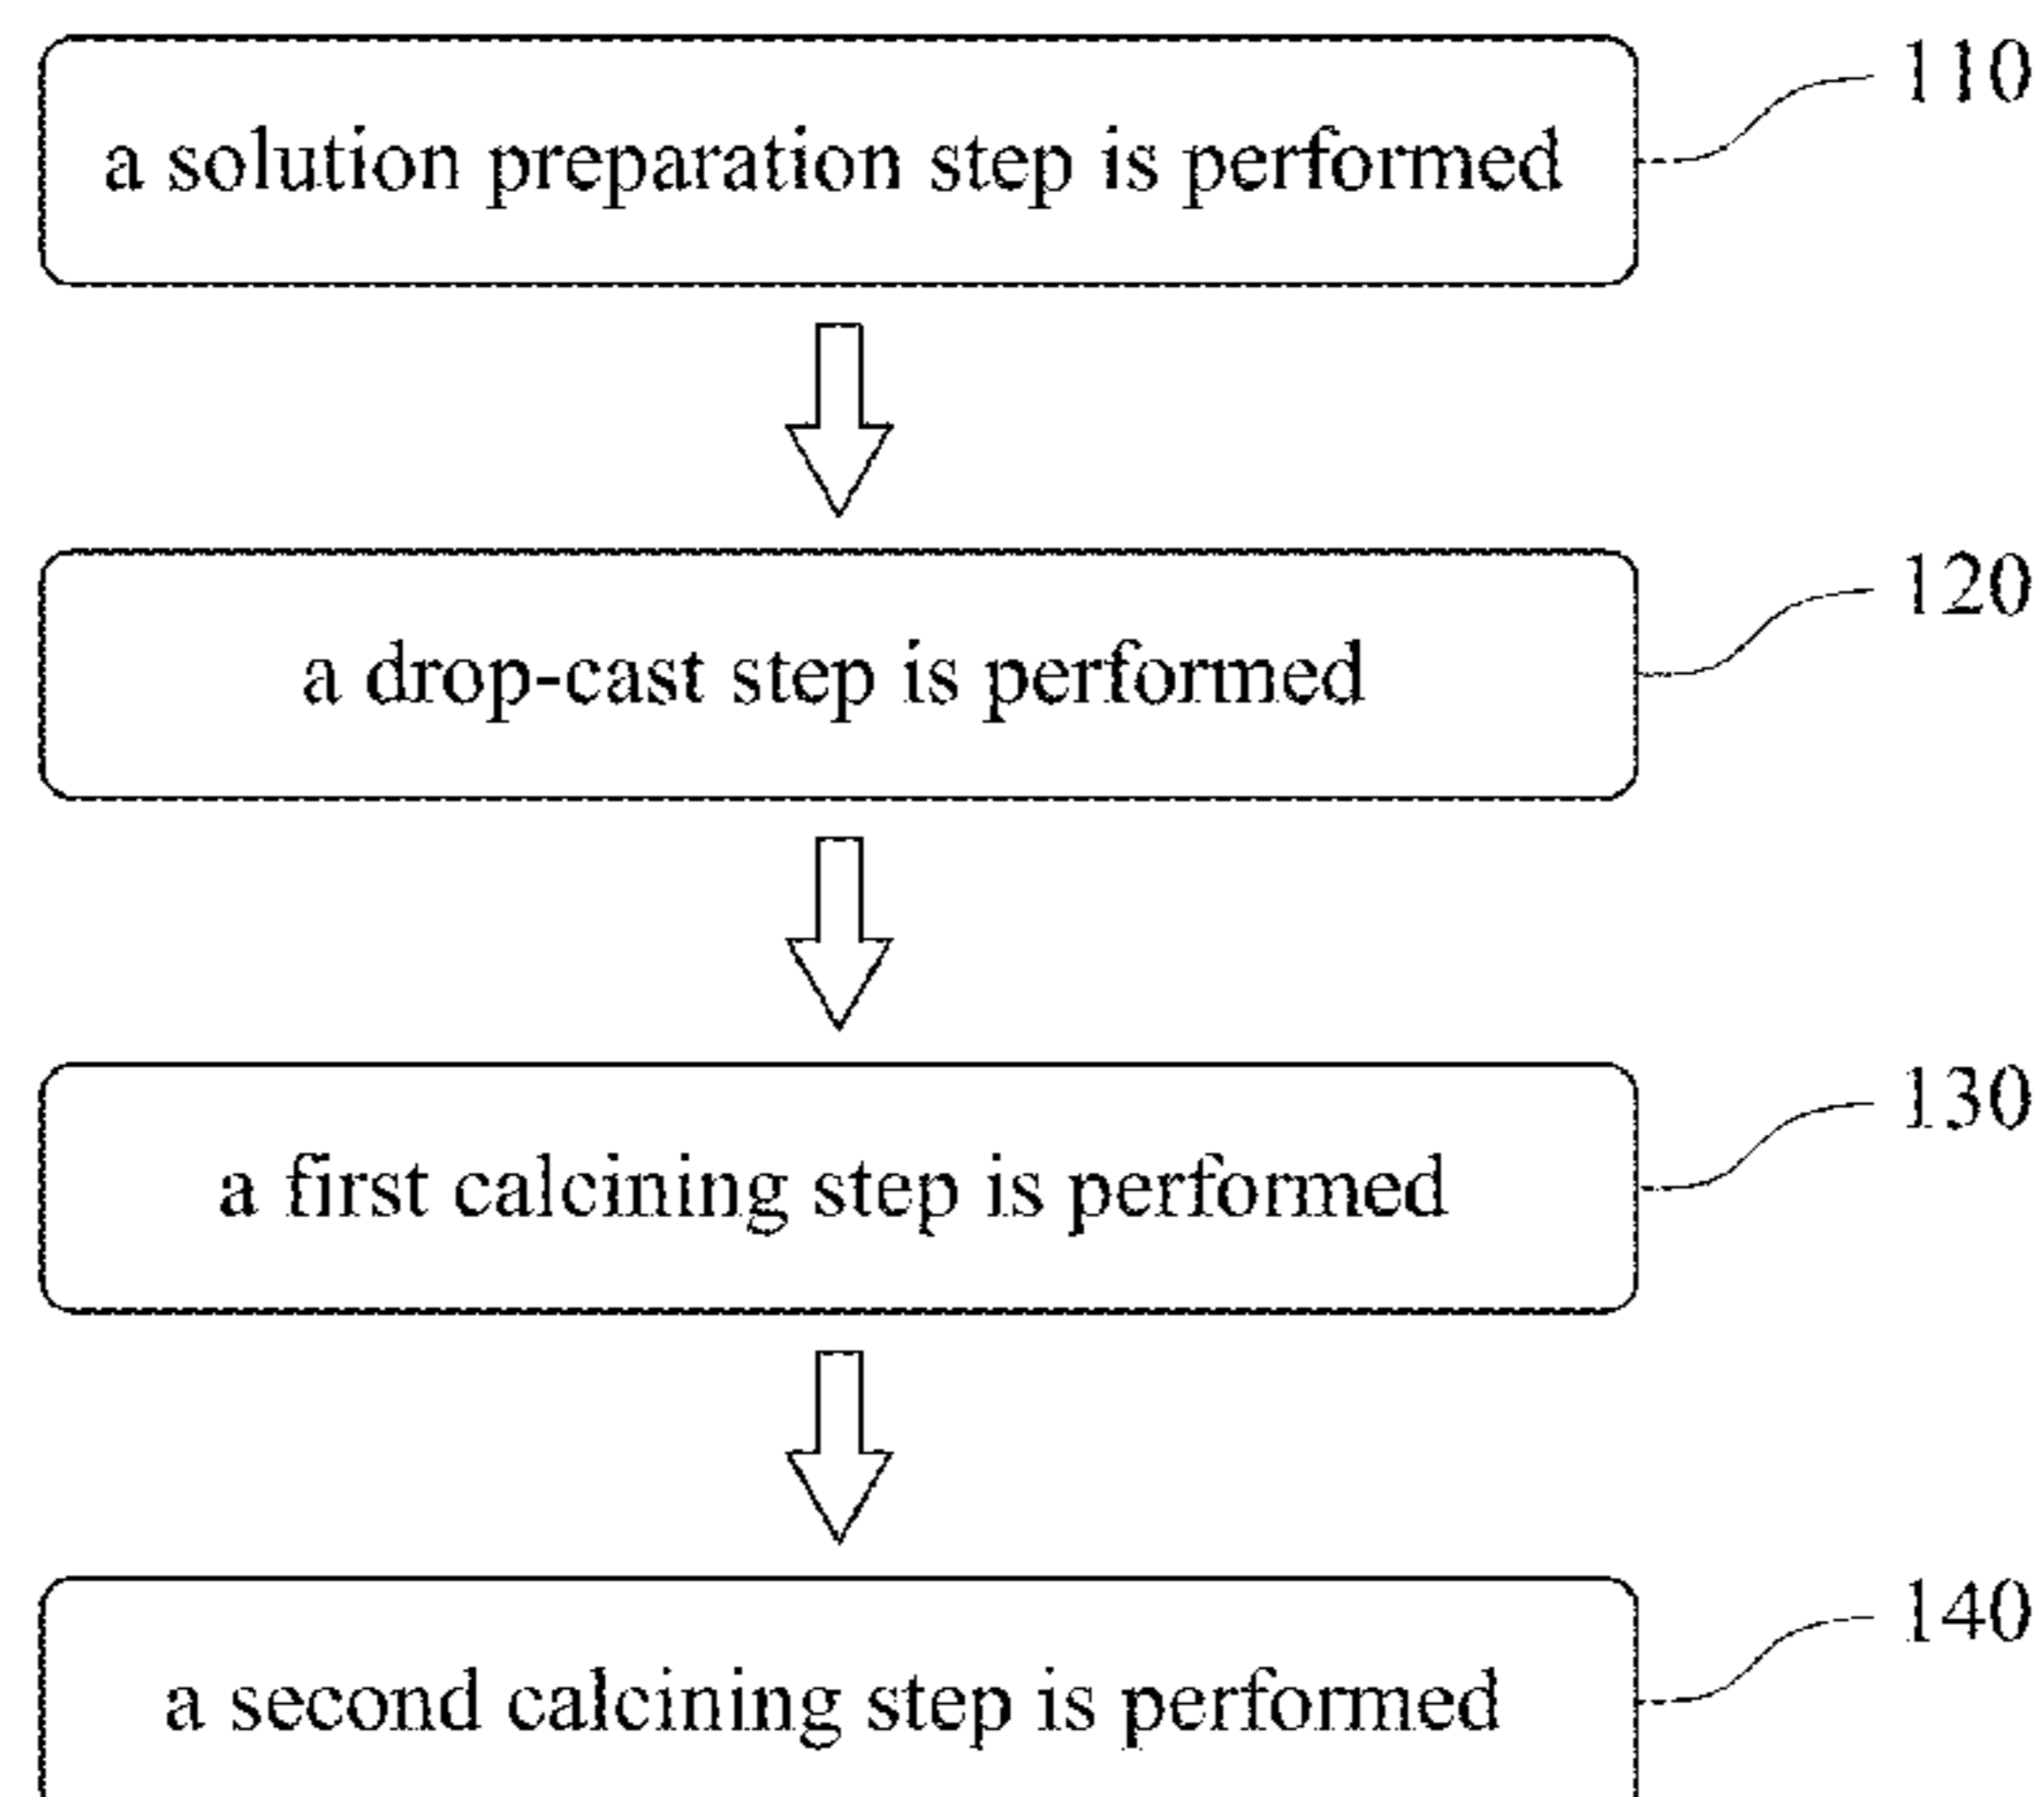 110
a solution preparation step is performed
120
a drop-cast step is performed
130
a first calcining step is performed
140
a second calcining step is performed